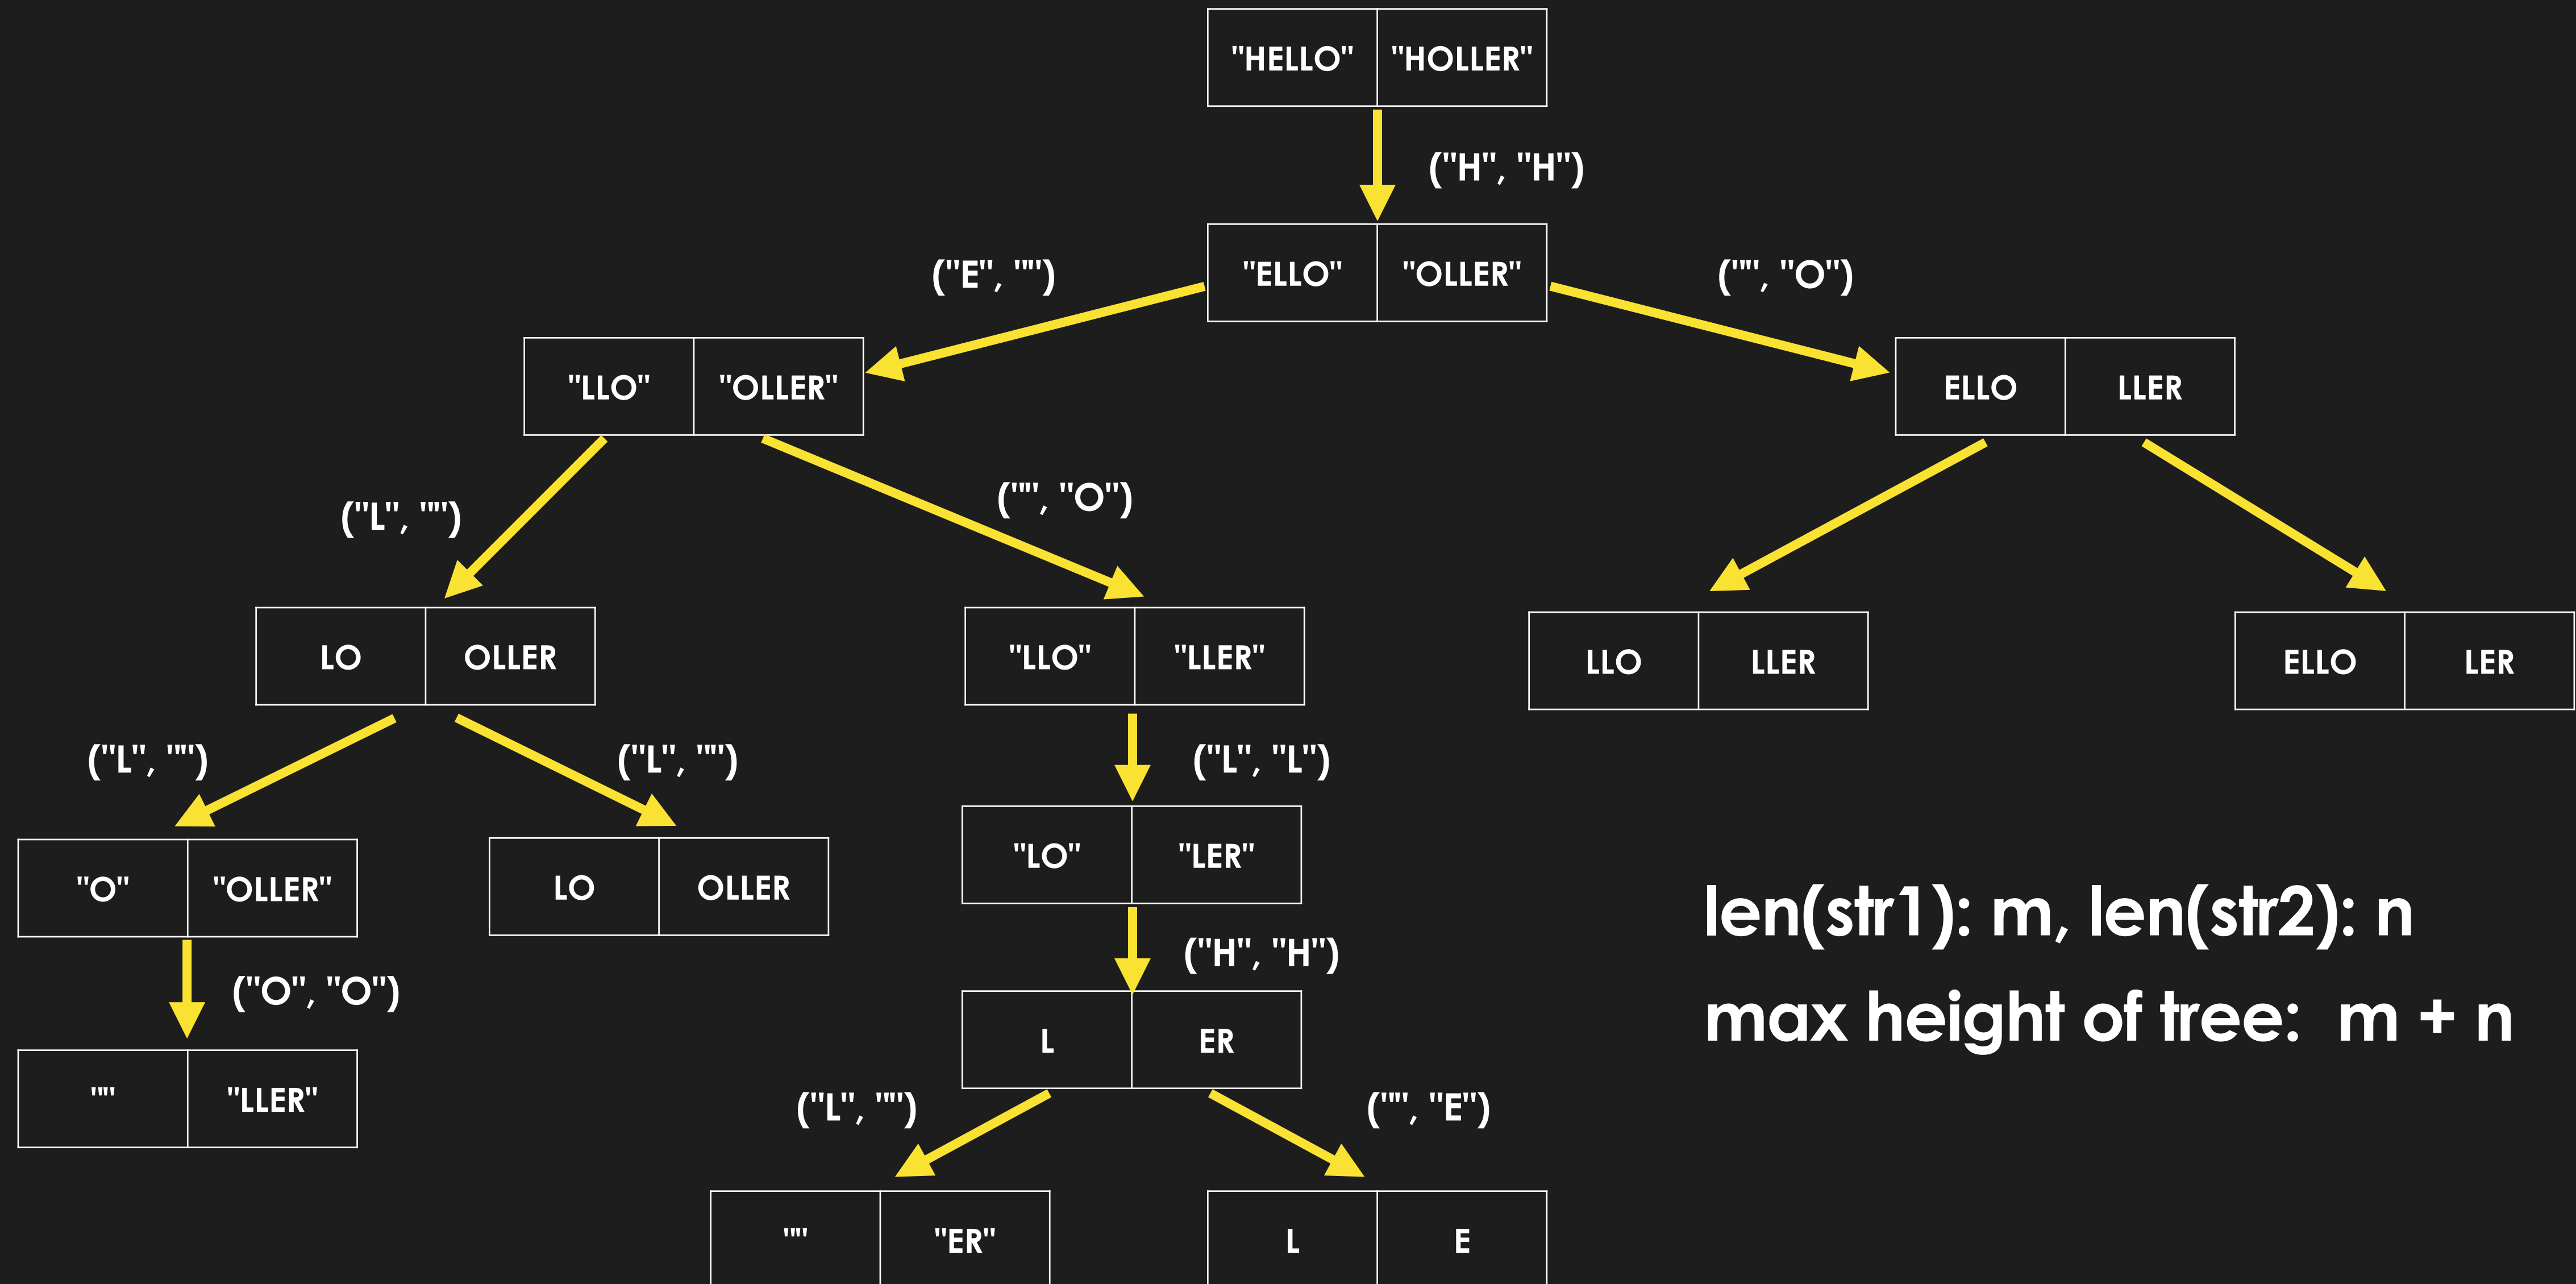 "HELLO" "HOLLER"
("H", "H")
("E", "") "ELLO" "OLLER" ("", "O")
"LLO" "OLLER" ELLO LLER
("L", "") ("", "O")
LO OLLER "LLO" "LLER" LLO LLER ELLO LER
("L", "") ("L", "") ("L", "L")
"O" "OLLER" LO OLLER "LO" "LER"
len(str1): m, len(str2): n
("O", "O") ("H", "H")
max height of tree: m + n
L ER
"" "LLER" ("L", "") ("", "E")
"" "ER" L E